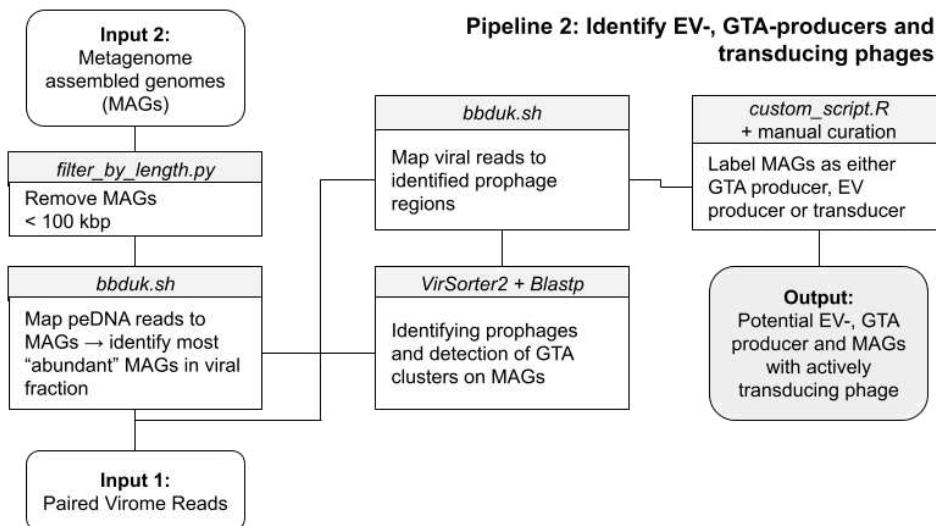 Pipeline 2: Identify EV-, GTA-producers and
transducing phages
Input 2:
Metagenome
assembled genomes
(MAGs)
filter_by_length.py
Remove MAGs
< 100 kbp
bbduk.sh
Map peDNA reads to
MAGs → identify most
“abundant” MAGs in viral
fraction
Input 1:
Paired Virome Reads
bbduk.sh
Map viral reads to
identified prophage
regions
VirSorter2 + Blastp
Identifying prophages
and detection of GTA
clusters on MAGs
custom_script.R
+ manual curation
Label MAGs as either
GTA producer, EV
producer or transducer
Output:
Potential EV-, GTA
producer and MAGs
with actively
transducing phage